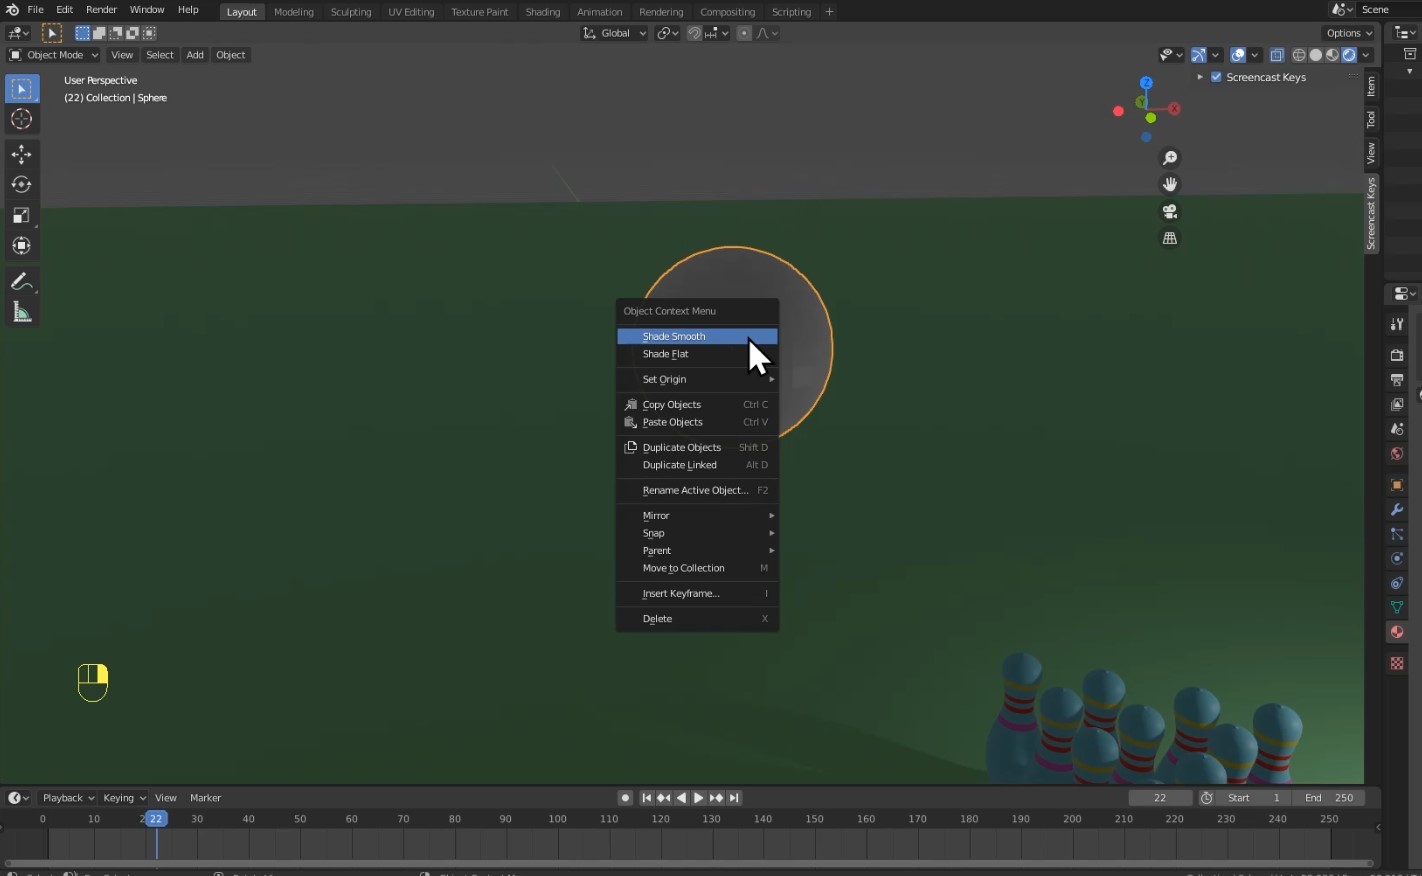 File Edit Render Window Help Layout Modeling Sculpting UV Editing Texture Paint Shading Animation Rendering Compositing Scripting + Scene
Global Options
Object Mode View Select Add Object
User Perspective
(22) Collection | Sphere
Screencast Keys
Z
Y
X
Item
Tool
View
Screencast Keys
Object Context Menu
Shade Smooth
Shade Flat
Set Origin
Copy Objects Ctrl C
Paste Objects Ctrl V
Duplicate Objects Shift D
Duplicate Linked Alt D
Rename Active Object... F2
Mirror
Snap
Parent
Move to Collection M
Insert Keyframe... I
Delete X
Playback Keying View Marker 22 Start 1 End 250
0 10 22 30 40 50 60 70 80 90 100 110 120 130 140 150 160 170 180 190 200 210 220 230 240 250